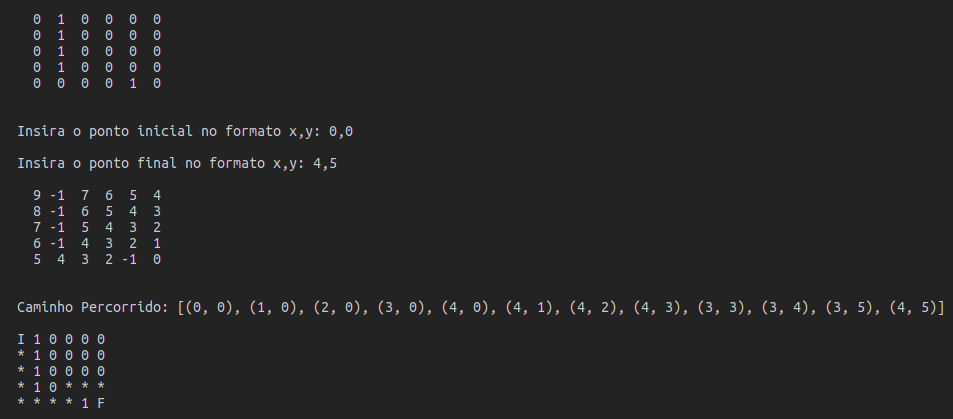 0 1 0 0 0 0
0 1 0 0 0 0
0 1 0 0 0 0
0 1 0 0 0 0
0 0 0 0 1 0
Insira o ponto inicial no formato x,y: 0,0
Insira o ponto final no formato x,y: 4,5
9 -1 7 6 5 4
8 -1 6 5 4 3
7 -1 5 4 3 2
6 -1 4 3 2 1
5 4 3 2 -1 0
Caminho Percorrido: [(0, 0), (1, 0), (2, 0), (3, 0), (4, 0), (4, 1), (4, 2), (4, 3), (3, 3), (3, 4), (3, 5), (4, 5)]
I 1 0 0 0 0
* 1 0 0 0 0
* 1 0 0 0 0
* 1 0 * * *
* * * * 1 F